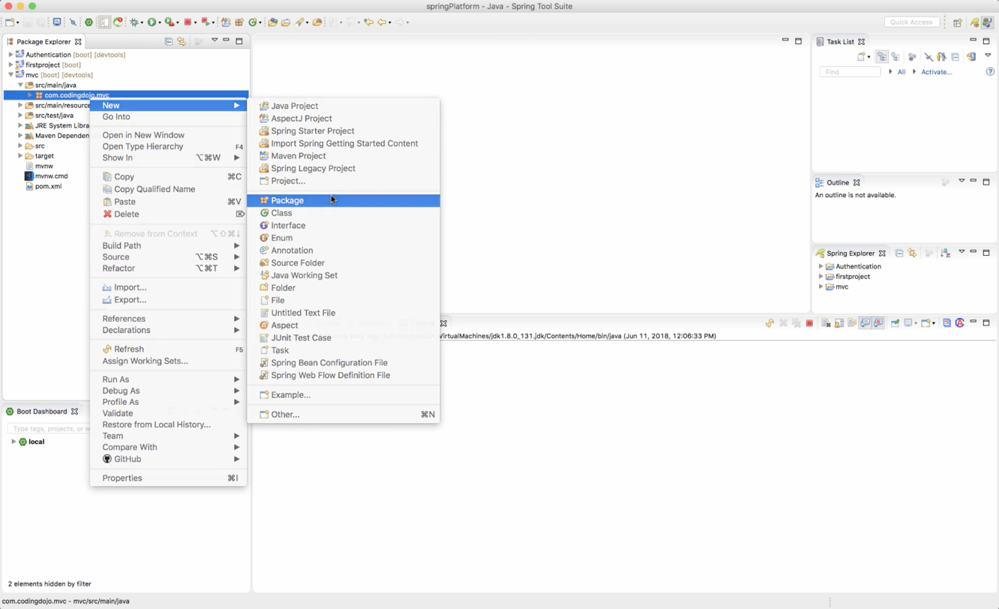 springPlatform - Java - Spring Tool Suite
Quick Access
Package Explorer
Authentication [boot] [devtools]
firstproject [boot]
mvc [boot] [devtools]
src/main/java
com.codingdojo.mvc
src/main/resource
src/test/java
JRE System Libra
Maven Dependen
src
target
mvnw
mvnw.cmd
pom.xml
New
Go Into
Open in New Window
Open Type Hierarchy F4
Show In ⌥⌘W
Copy ⌘C
Copy Qualified Name
Paste ⌘V
Delete ⌦
Remove from Context ⌥⇧⌘↓
Build Path
Source ⌥⌘S
Refactor ⌥⌘T
Import...
Export...
References
Declarations
Refresh F5
Assign Working Sets...
Run As
Debug As
Profile As
Validate
Restore from Local History...
Team
Compare With
GitHub
Properties ⌘I
Java Project
AspectJ Project
Spring Starter Project
Import Spring Getting Started Content
Maven Project
Spring Legacy Project
Project...
Package
Class
Interface
Enum
Annotation
Source Folder
Java Working Set
Folder
File
Untitled Text File
Aspect
JUnit Test Case
Task
Spring Bean Configuration File
Spring Web Flow Definition File
Example...
Other... ⌘N
Task List
Find
All
Activate...
Outline
An outline is not available.
Spring Explorer
Authentication
firstproject
mvc
VirtualMachines/jdk1.8.0_131.jdk/Contents/Home/bin/java (Jun 11, 2018, 12:06:33 PM)
Boot Dashboard
Type tags, projects, or w
local
2 elements hidden by filter
com.codingdojo.mvc - mvc/src/main/java